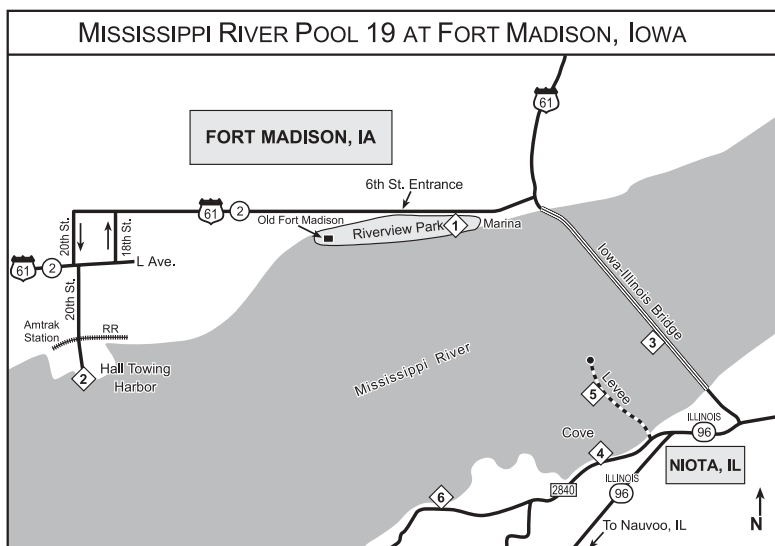 MISSISSIPPI RIVER POOL 19 AT FORT MADISON, IOWA
61
FORT MADISON, IA
6th St. Entrance
61 2
Old Fort Madison
Riverview Park
1
Marina
20th St.
18th St.
L Ave.
61 2
20th St.
Amtrak
Station
RR
2
Hall Towing
Harbor
Iowa-Illinois Bridge
3
Mississippi River
Levee
5
Cove
4
ILLINOIS
96
NIOTA, IL
6
2840
ILLINOIS
96
To Nauvoo, IL
N